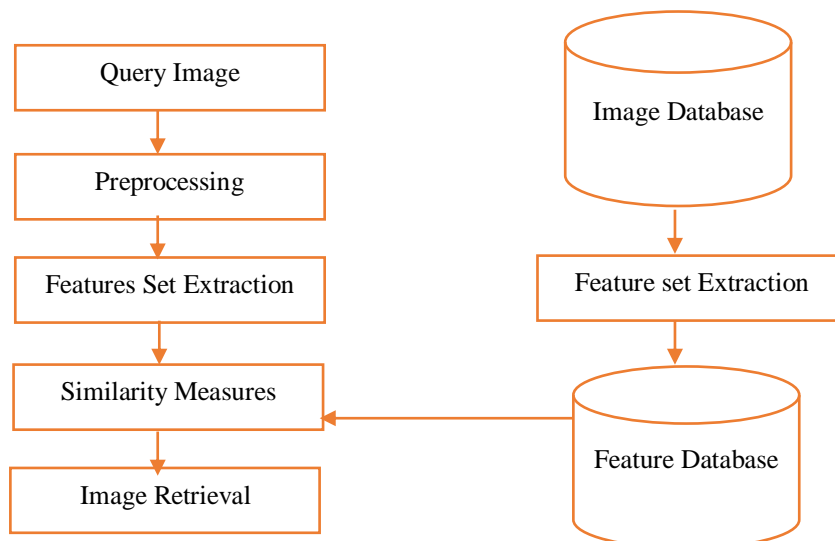 Query Image
Preprocessing
Features Set Extraction
Similarity Measures
Image Retrieval
Image Database
Feature set Extraction
Feature Database